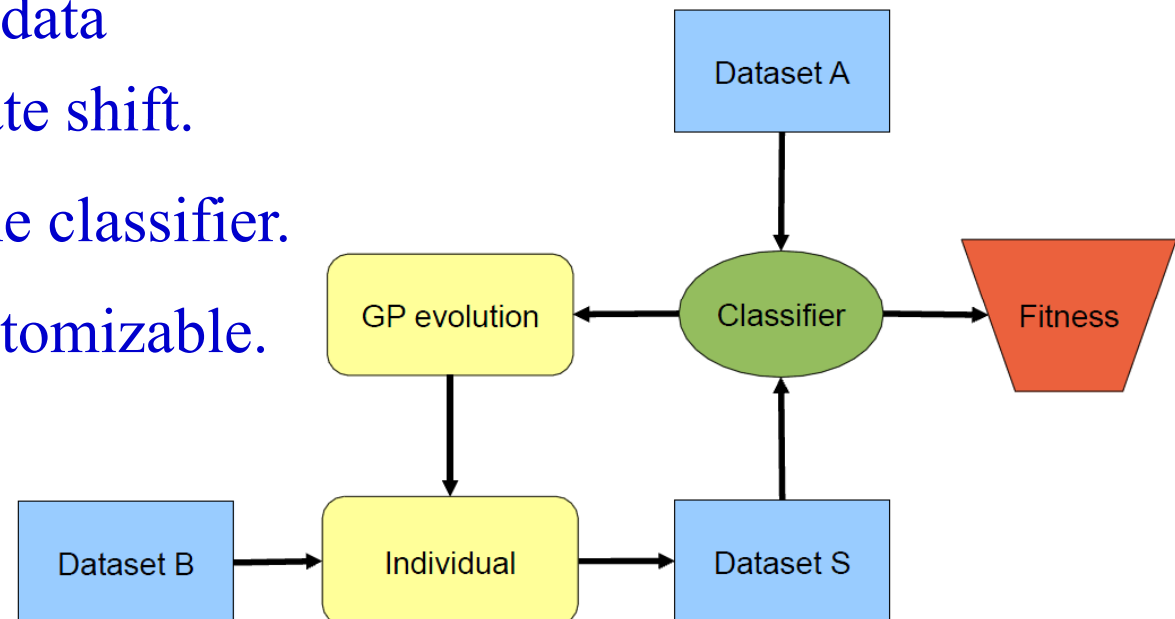 data
te shift.
e classifier.
tomizable.
Dataset A
GP evolution
Classifier
Fitness
Dataset B
Individual
Dataset S